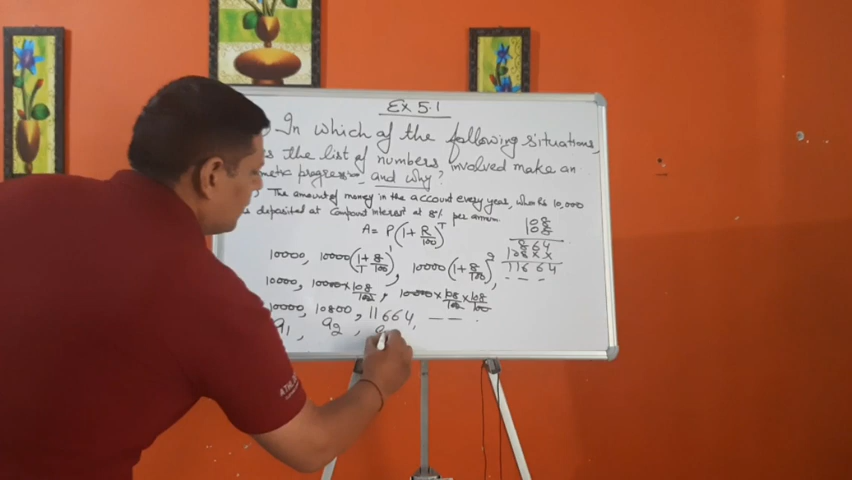 Ex 5.1
In which of the following situations,
the list of numbers involved make an
progression, and why?
The amount of money in the account every year, when Rs 10,000
is deposited at Compound interest at 8% per annum.
A = P(1+R/100)^T
10000, 10000(1+8/100)^1, 10000(1+8/100)^2,
10000, 10000×108/100, 10000×108/100×108/100
10000, 10800, 11664, — — .
a1, a2, a
108
108
864
108××
11664